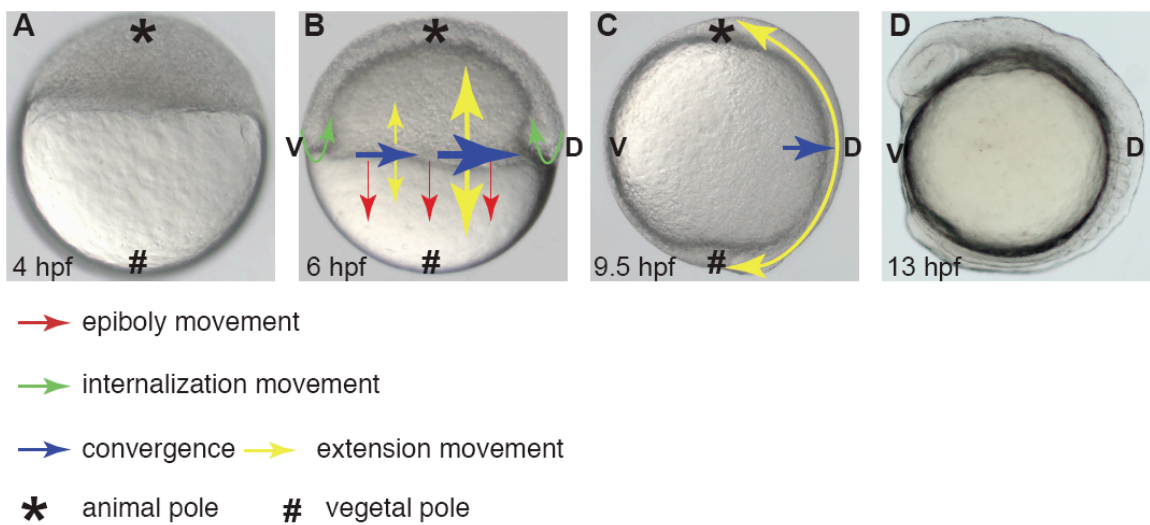 A
*
4 hpf
#
B
*
V
D
6 hpf
#
C
*
V
D
9.5 hpf
#
D
V
D
13 hpf
epiboly movement
internalization movement
convergence extension movement
* animal pole # vegetal pole